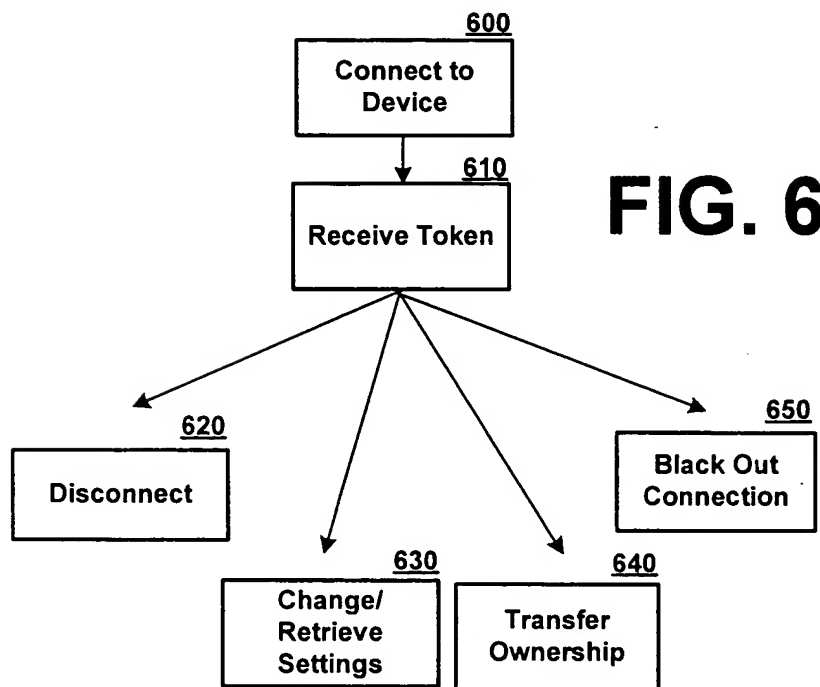 600
Connect to
Device
610
Receive Token
FIG. 6
620
Disconnect
630
Change/
Retrieve
Settings
640
Transfer
Ownership
650
Black Out
Connection